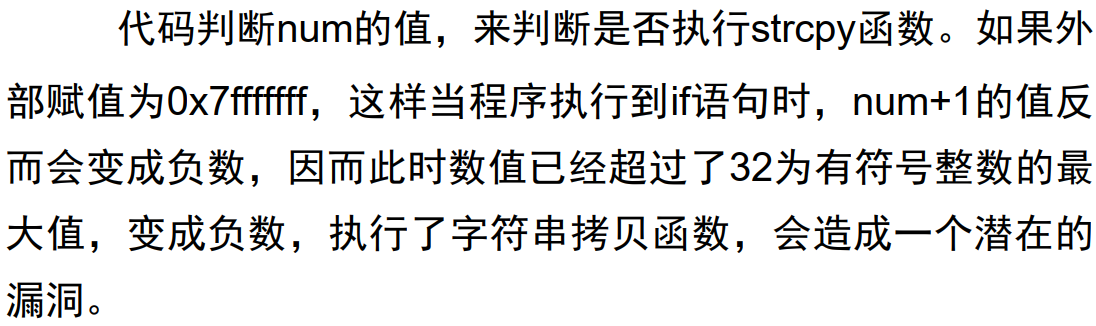 代码判断num的值，来判断是否执行strcpy函数。如果外
部赋值为0x7fffffff，这样当程序执行到if语句时，num+1的值反
而会变成负数，因而此时数值已经超过了32为有符号整数的最
大值，变成负数，执行了字符串拷贝函数，会造成一个潜在的
漏洞。